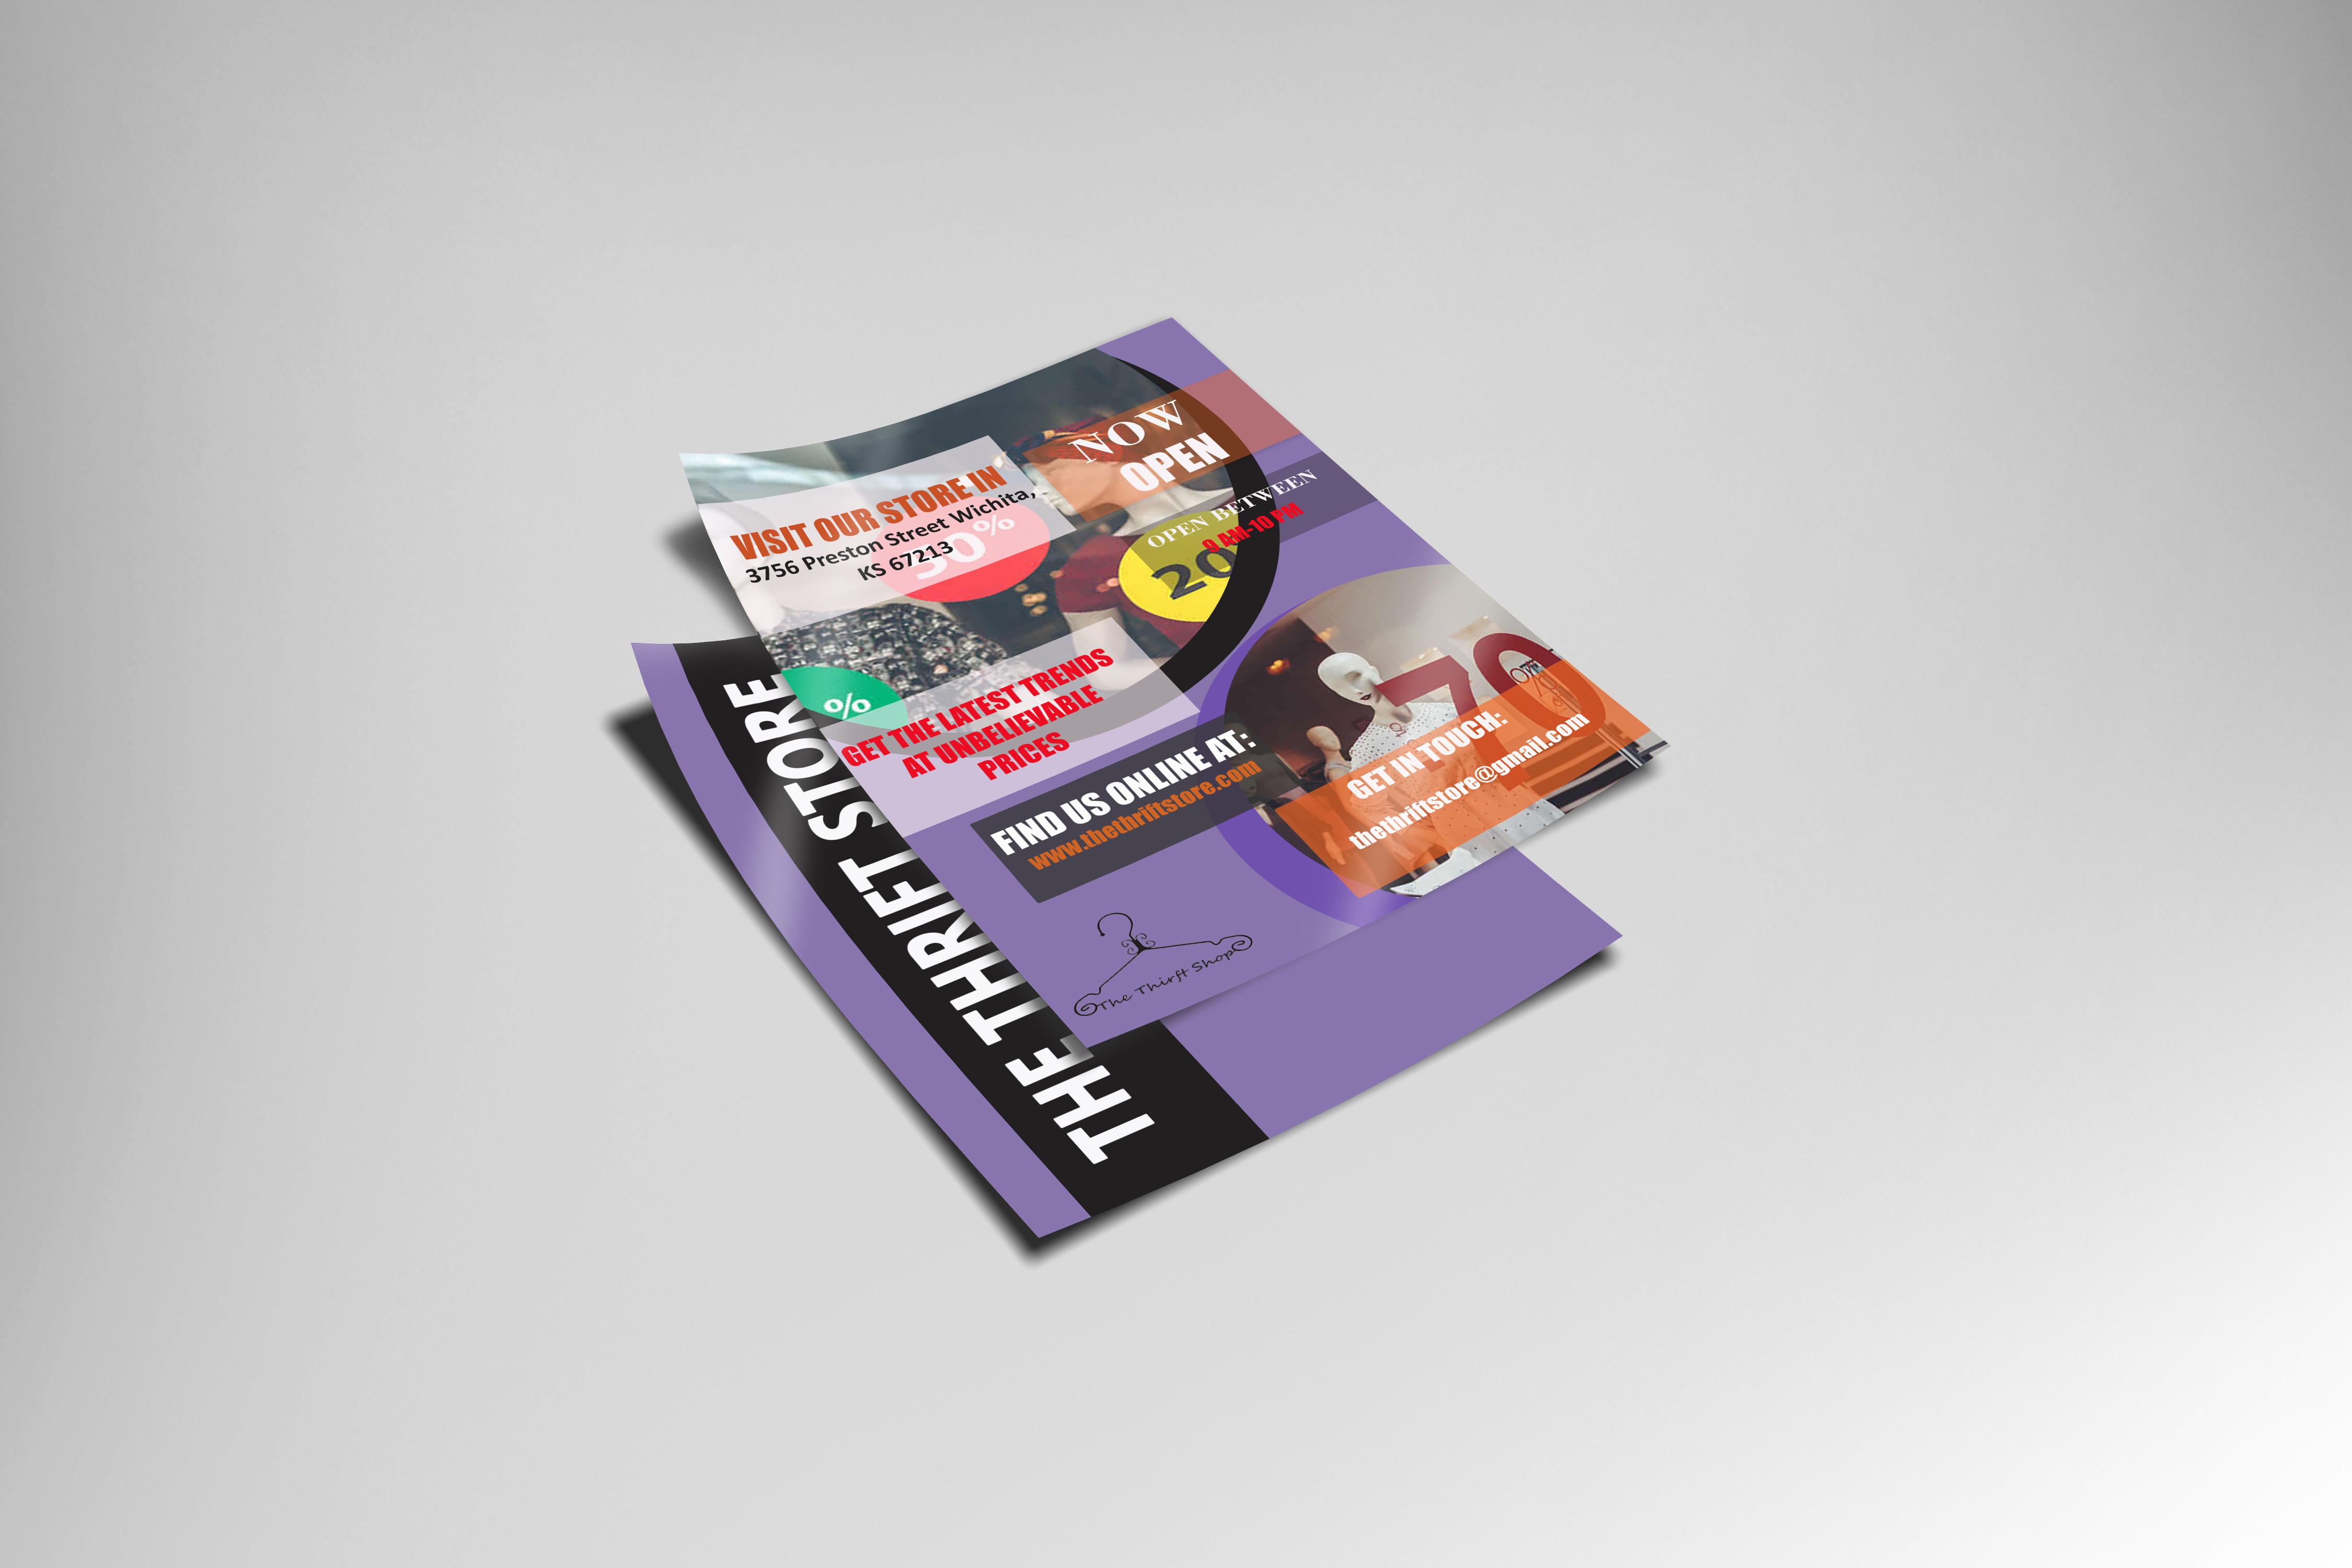 NOW
OPEN
VISIT OUR STORE IN
3756 Preston Street Wichita,
KS 67213
30%
OPEN BETWEEN
9 AM-10 PM
20
%
GET THE LATEST TRENDS
AT UNBELIEVABLE
PRICES
70
%
FIND US ONLINE AT:
www.thethriftstore.com
GET IN TOUCH:
thethriftstore@gmail.com
The Thirft Shop
THE THRIFT STORE